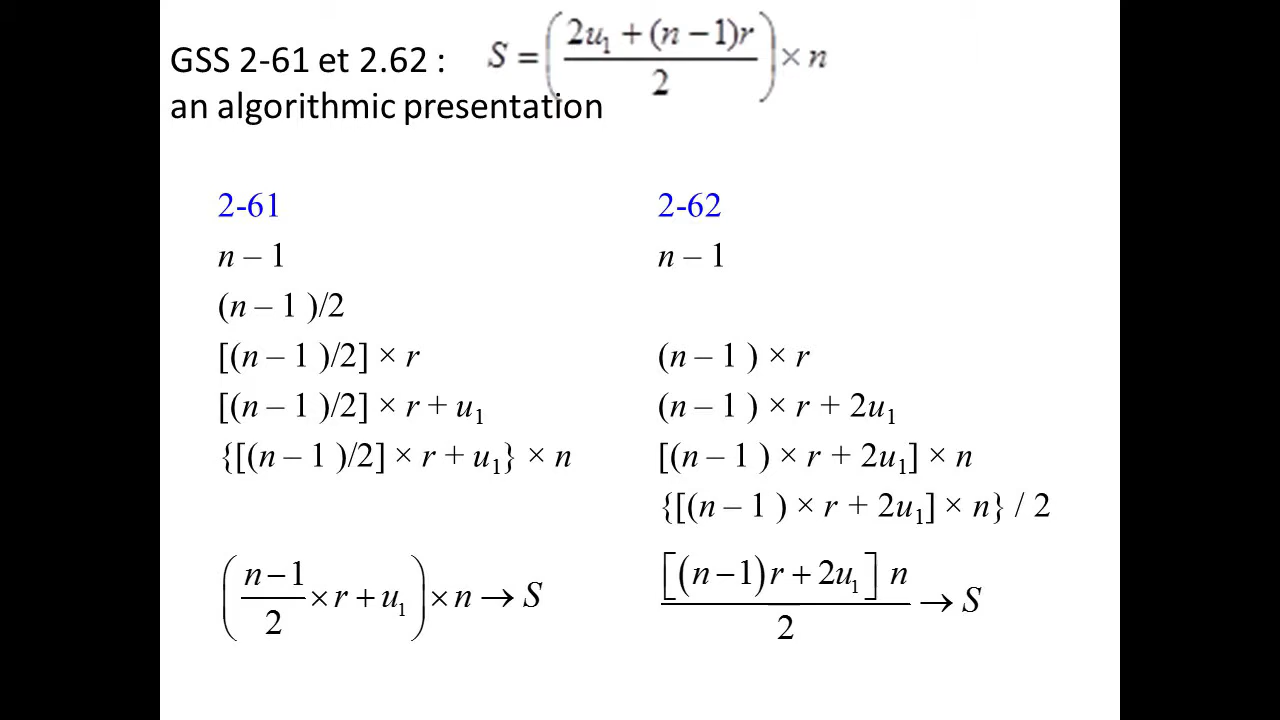 GSS 2-61 et 2.62 : S = ( (2u₁ + (n − 1)r) / 2 ) × n
an algorithmic presentation
2-61 2-62
n – 1 n – 1
(n – 1 )/2
[(n – 1 )/2] × r (n – 1 ) × r
[(n – 1 )/2] × r + u₁ (n – 1 ) × r + 2u₁
{[(n – 1 )/2] × r + u₁} × n [(n – 1 ) × r + 2u₁] × n
{[(n – 1 ) × r + 2u₁] × n} / 2
( (n − 1)/2 × r + u₁ ) × n → S [(n − 1)r + 2u₁] n / 2 → S